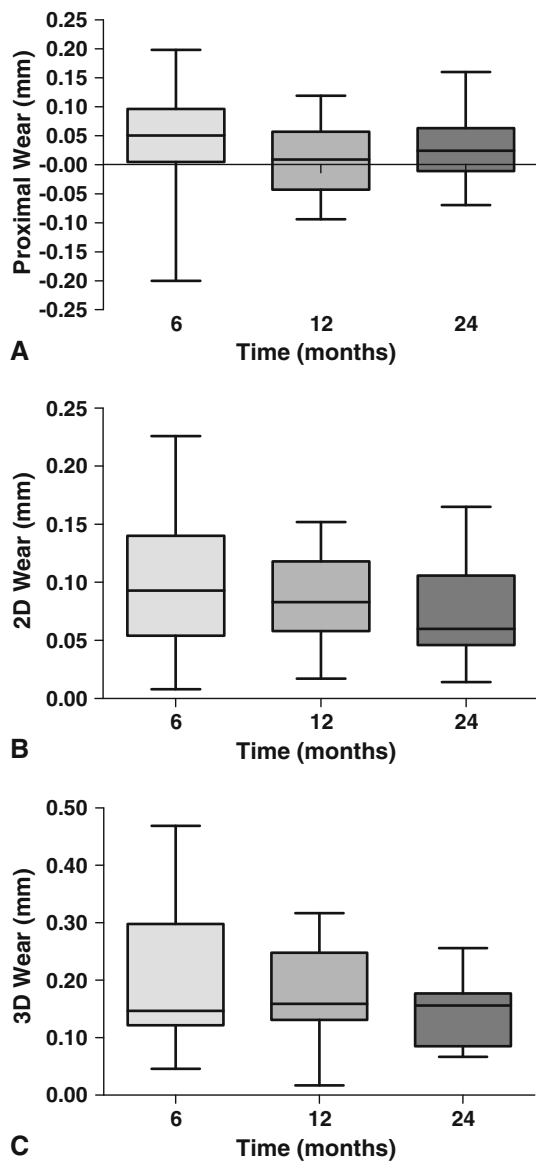 0.25
0.20
0.15
0.10
0.05
-0.00
-0.05
-0.10
-0.15
-0.20
-0.25
Proximal Wear (mm)
6 12 24
Time (months)
A
0.25
0.20
0.15
0.10
0.05
0.00
2D Wear (mm)
6 12 24
Time (months)
B
0.50
0.40
0.30
0.20
0.10
0.00
3D Wear (mm)
6 12 24
Time (months)
C